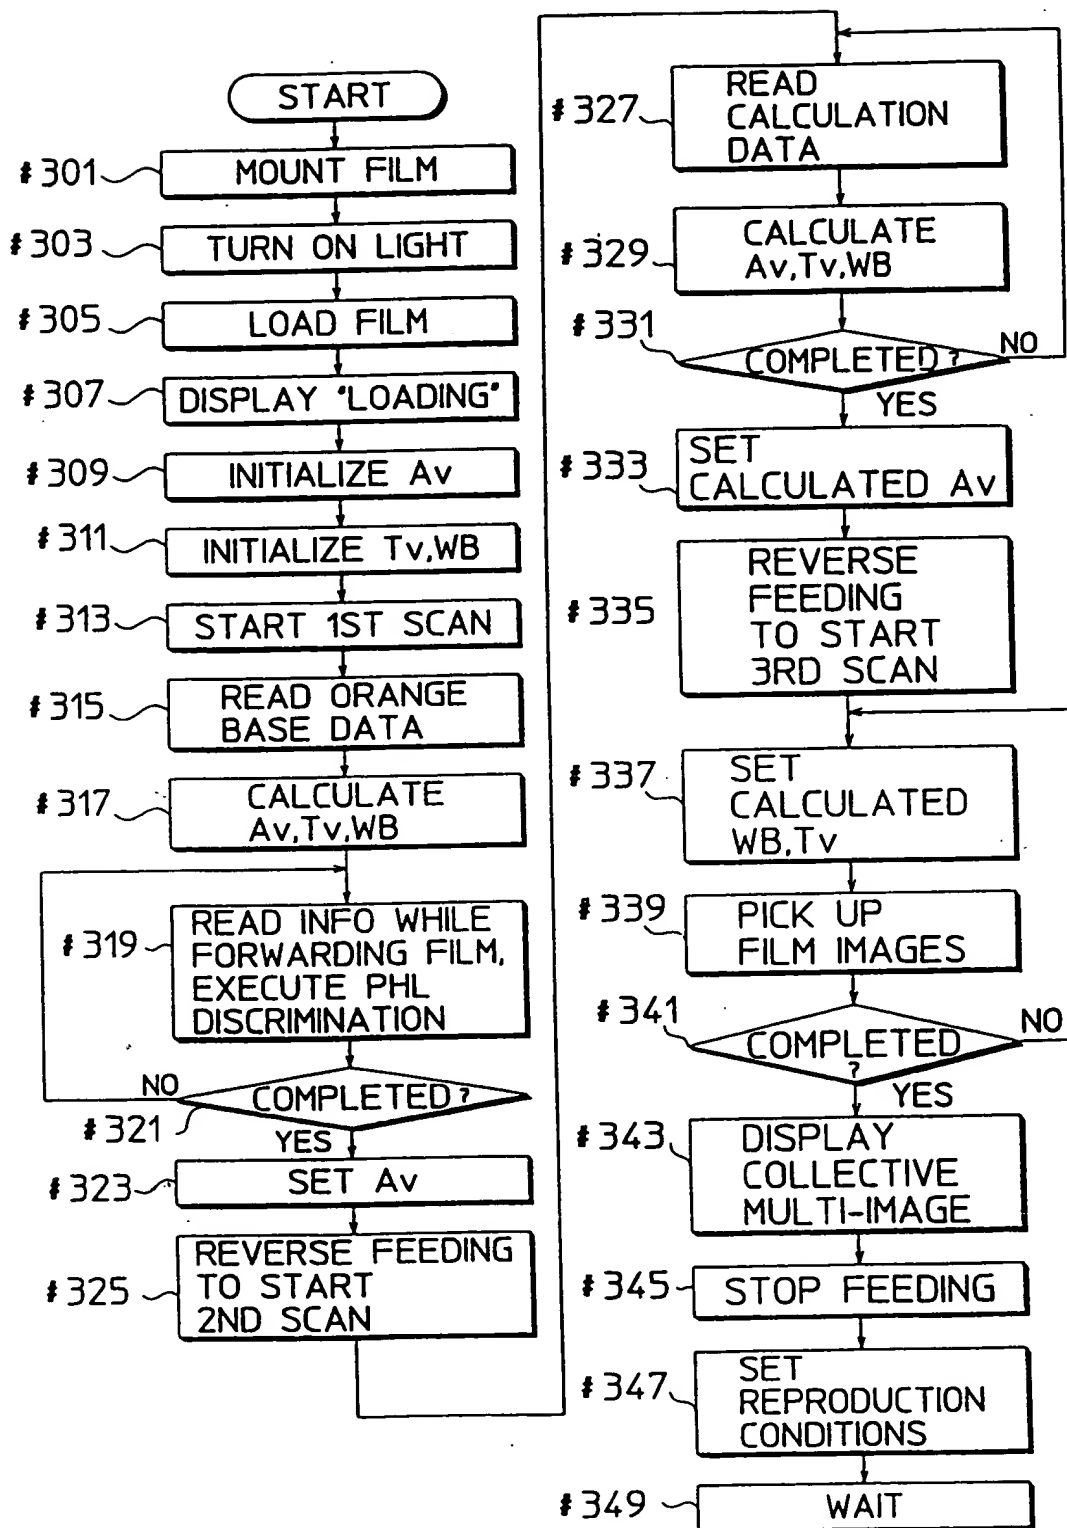 START
#301
MOUNT FILM
#303
TURN ON LIGHT
#305
LOAD FILM
#307
DISPLAY "LOADING"
#309
INITIALIZE Av
#311
INITIALIZE Tv,WB
#313
START 1ST SCAN
#315
READ ORANGE
BASE DATA
#317
CALCULATE
Av,Tv,WB
#319
READ INFO WHILE
FORWARDING FILM,
EXECUTE PHL
DISCRIMINATION
NO
COMPLETED?
#321
YES
#323
SET Av
#325
REVERSE FEEDING
TO START
2ND SCAN
#327
READ
CALCULATION
DATA
#329
CALCULATE
Av,Tv,WB
#331
COMPLETED?
NO
YES
#333
SET
CALCULATED Av
#335
REVERSE
FEEDING
TO START
3RD SCAN
#337
SET
CALCULATED
WB,Tv
#339
PICK UP
FILM IMAGES
#341
COMPLETED
?
NO
YES
#343
DISPLAY
COLLECTIVE
MULTI-IMAGE
#345
STOP FEEDING
#347
SET
REPRODUCTION
CONDITIONS
#349
WAIT